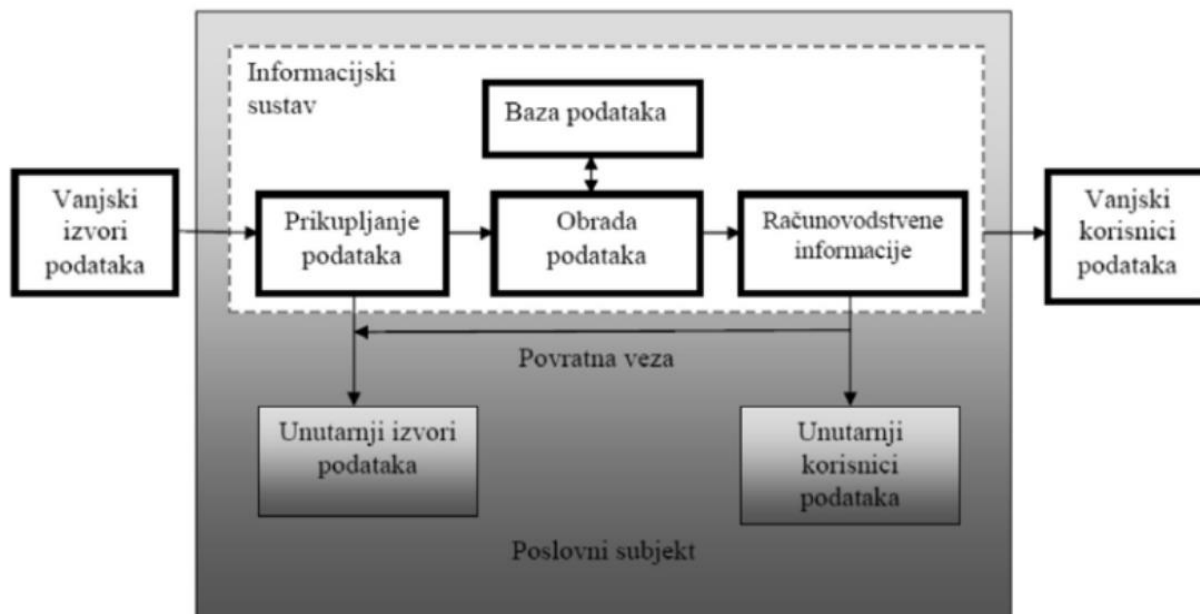 Informacijski
sustav
Baza podataka
Vanjski
izvori
podataka
Prikupljanje
podataka
Obrada
podataka
Računovodstvene
informacije
Vanjski
korisnici
podataka
Povratna veza
Unutarnji izvori
podataka
Unutarnji
korisnici
podataka
Poslovni subjekt